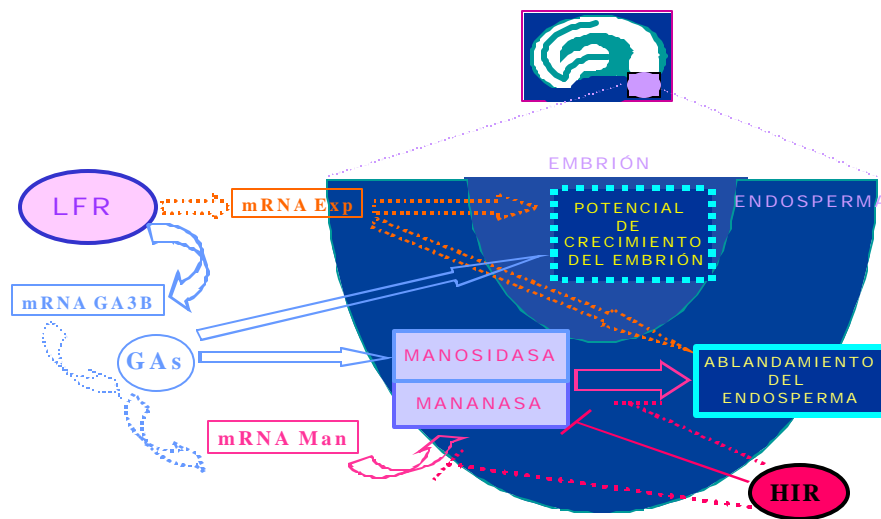 EMBRIÓN
LFR
mRNA Exp
ENDOSPERMA
POTENCIAL
DE
CRECIMIENTO
DEL EMBRIÓN
mRNA GA3B
GAs
MANOSIDASA
MANANASA
ABLANDAMIENTO
DEL
ENDOSPERMA
mRNA Man
HIR